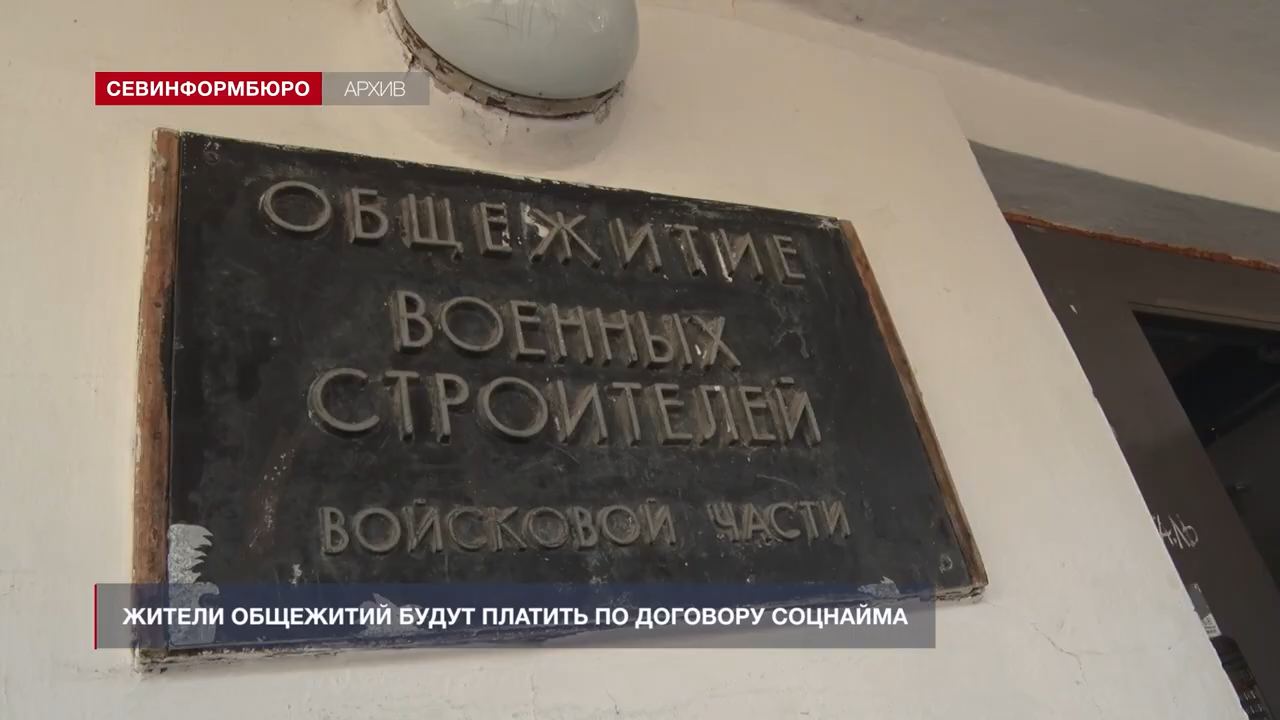 СЕВИНФОРМБЮРО АРХИВ
ОБЩЕЖИТИЕ
ВОЕННЫХ
СТРОИТЕЛЕЙ
ВОЙСКОВОЙ ЧАСТИ
ЖИТЕЛИ ОБЩЕЖИТИЙ БУДУТ ПЛАТИТЬ ПО ДОГОВОРУ СОЦНАЙМА